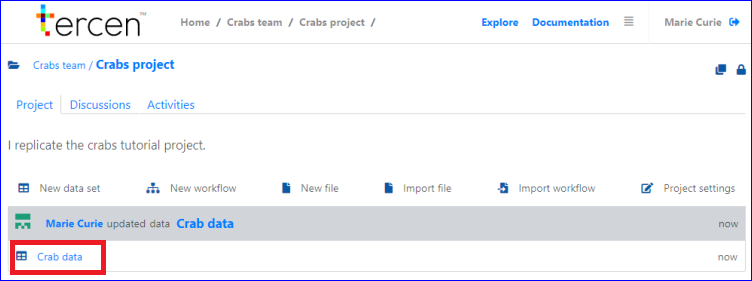 tercen™
Home / Crabs team / Crabs project /
Explore Documentation
Marie Curie
Crabs team / Crabs project
Project Discussions Activities
I replicate the crabs tutorial project.
New data set New workflow New file Import file Import workflow Project settings
Marie Curie updated data Crab data now
Crab data now